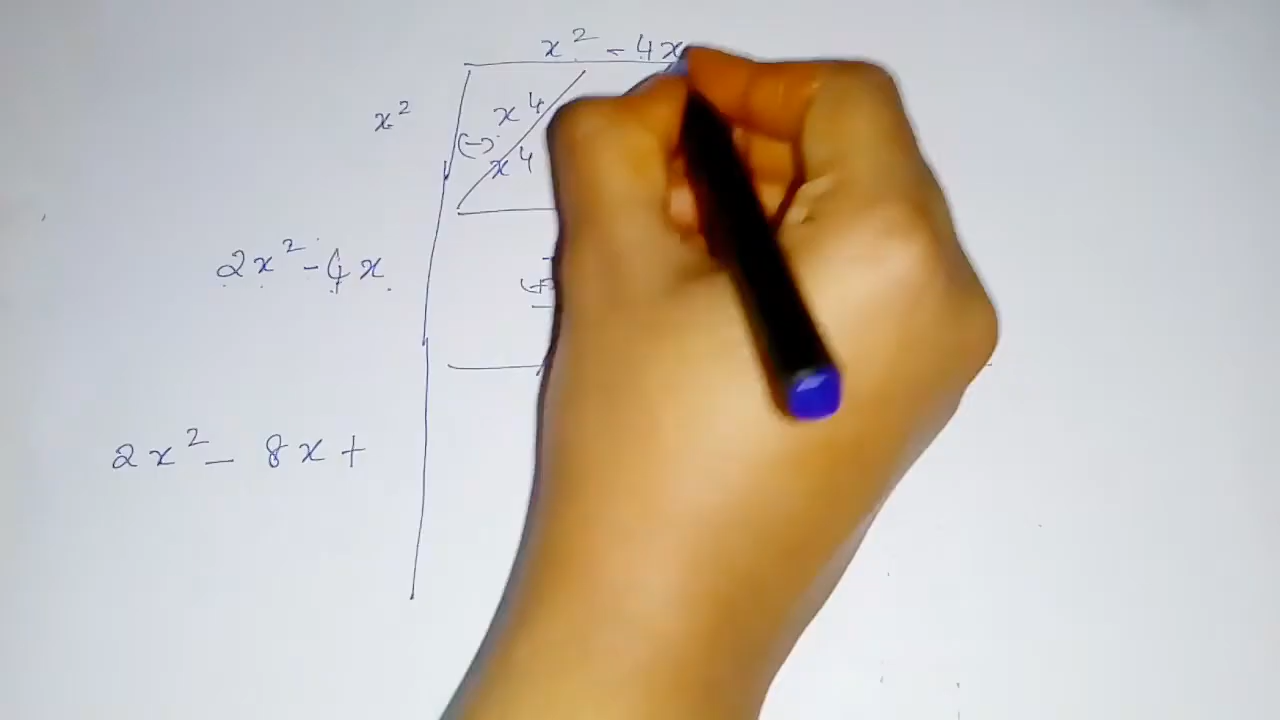 x² - 4x
x² x⁴
(-) x⁴
2x² - 4x
2x² - 8x +